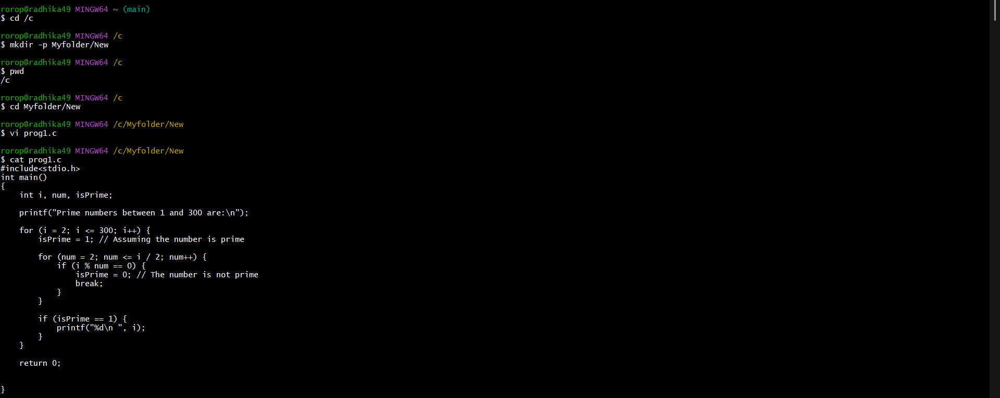 rorop@radhika49 MINGW64 ~ (main)
$ cd /c
rorop@radhika49 MINGW64 /c
$ mkdir -p Myfolder/New
rorop@radhika49 MINGW64 /c
$ pwd
/c
rorop@radhika49 MINGW64 /c
$ cd Myfolder/New
rorop@radhika49 MINGW64 /c/Myfolder/New
$ vi prog1.c
rorop@radhika49 MINGW64 /c/Myfolder/New
$ cat prog1.c
#include<stdio.h>
int main()
{
    int i, num, isPrime;
    printf("Prime numbers between 1 and 300 are:\n");
    for (i = 2; i <= 300; i++) {
        isPrime = 1; // Assuming the number is prime
        for (num = 2; num <= i / 2; num++) {
            if (i % num == 0) {
                isPrime = 0; // The number is not prime
                break;
            }
        }
        if (isPrime == 1) {
            printf("%d\n ", i);
        }
    }
    return 0;
}